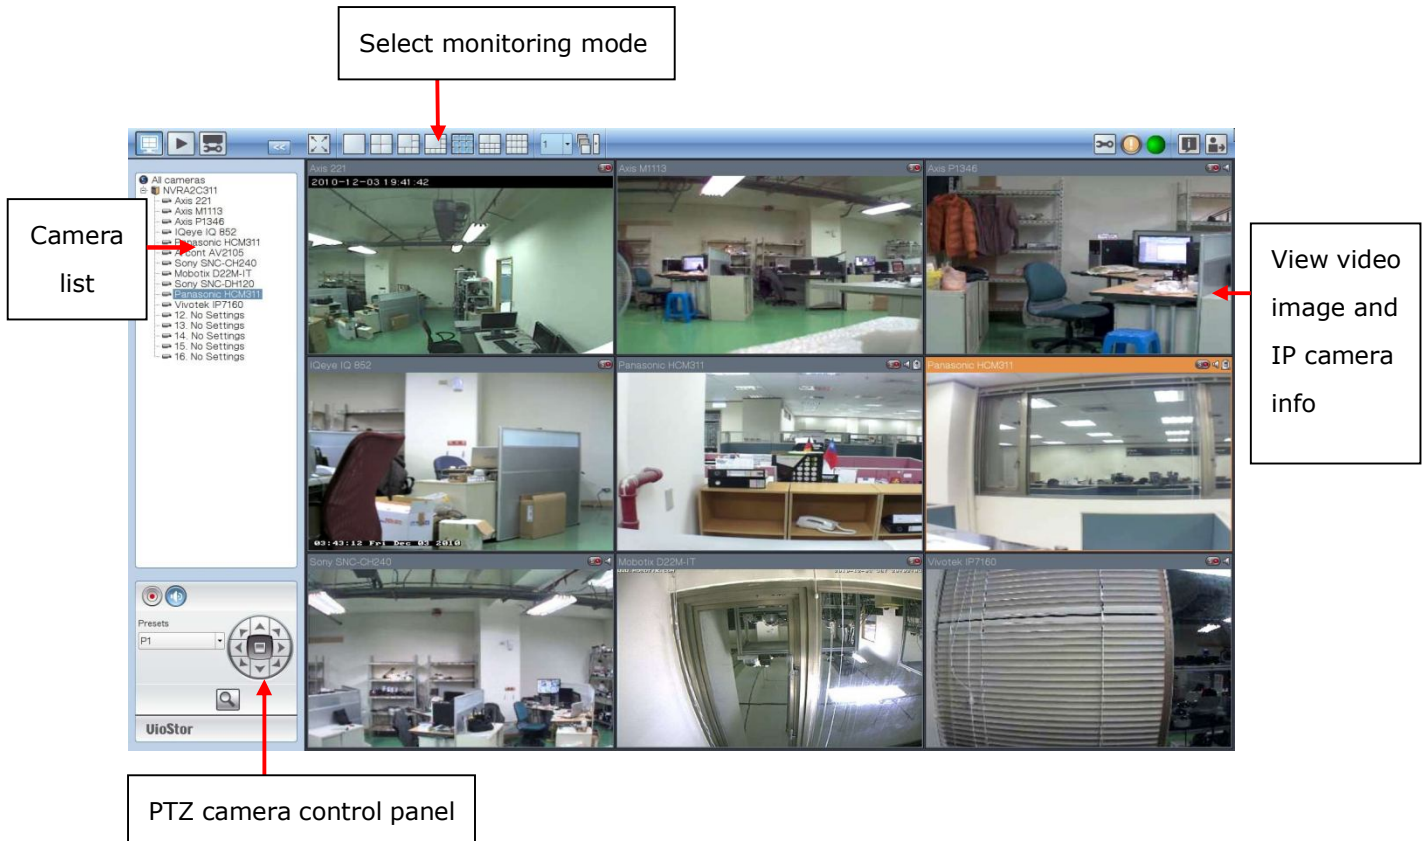 Select monitoring mode
1
Camera
list
All cameras
NVRA2C311
Axis 221
Axis M1113
Axis P1346
IQeye IQ 852
Panasonic HCM311
Arcont AV2105
Sony SNC-CH240
Mobotix D22M-IT
Sony SNC-DH120
Panasonic HCM311
Vivotek IP7160
12. No Settings
13. No Settings
14. No Settings
15. No Settings
16. No Settings
Axis 221
2010-12-03 19:41:42
Axis M1113
Axis P1346
IQeye IQ 852
03:43:12 Fri Dec 03 2010
Panasonic HCM311
Panasonic HCM311
Sony SNC-CH240
Mobotix D22M-IT
Vivotek IP7160
View video
image and
IP camera
info
Presets
P1
VioStor
PTZ camera control panel